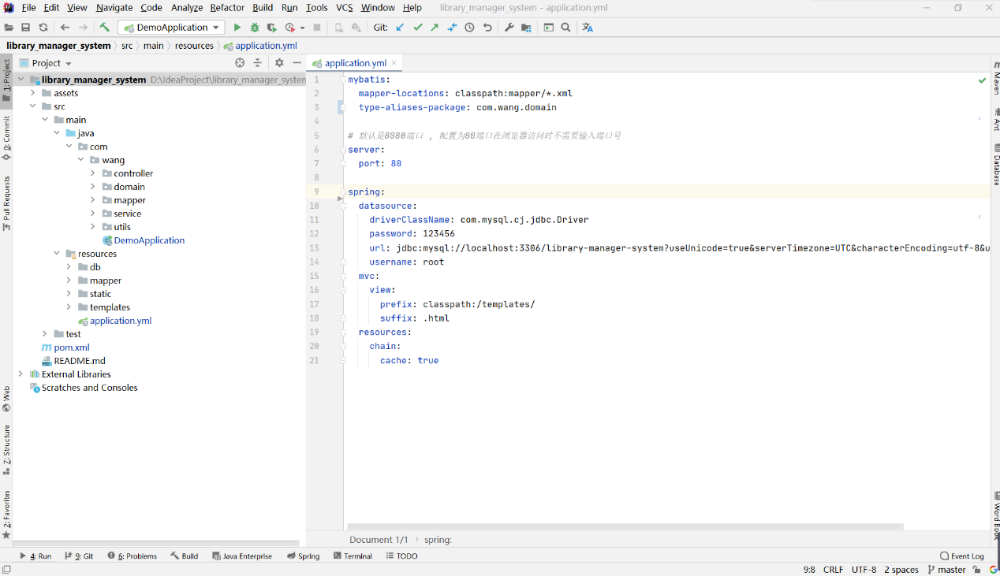 File Edit View Navigate Code Analyze Refactor Build Run Tools VCS Window Help library_manager_system - application.yml
DemoApplication Git:
library_manager_system src main resources application.yml
1: Project
0: Commit
Pull Requests
Web
Z: Structure
2: Favorites
Project
library_manager_system D:\IdeaProject\library_manager_system
assets
src
main
java
com
wang
controller
domain
mapper
service
utils
DemoApplication
resources
db
mapper
static
templates
application.yml
test
pom.xml
README.md
External Libraries
Scratches and Consoles
application.yml
1 mybatis:
2 mapper-locations: classpath:mapper/*.xml
3 type-aliases-package: com.wang.domain
4
5 # 默认是8080端口 , 配置为80端口在浏览器访问时不需要输入端口号
6 server:
7 port: 80
8
9 spring:
10 datasource:
11 driverClassName: com.mysql.cj.jdbc.Driver
12 password: 123456
13 url: jdbc:mysql://localhost:3306/library-manager-system?useUnicode=true&serverTimezone=UTC&characterEncoding=utf-8&u
14 username: root
15 mvc:
16 view:
17 prefix: classpath:/templates/
18 suffix: .html
19 resources:
20 chain:
21 cache: true
Document 1/1 spring:
Maven
Ant
Database
Word Book
4: Run 9: Git 6: Problems Build Java Enterprise Spring Terminal TODO Event Log
9:8 CRLF UTF-8 2 spaces master